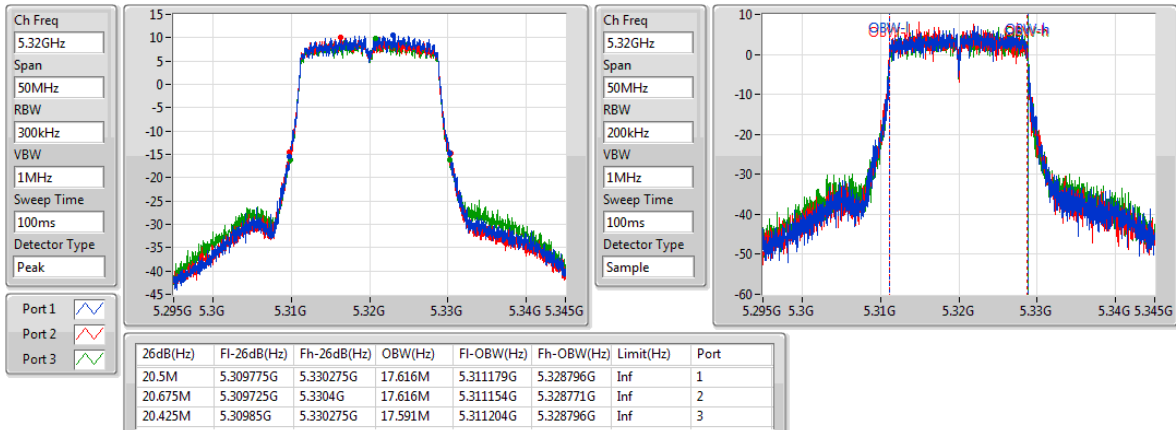 Ch Freq
5.32GHz
Span
50MHz
RBW
300kHz
VBW
1MHz
Sweep Time
100ms
Detector Type
Peak
Port 1
Port 2
Port 3
15
10
5
0
-5
-10
-15
-20
-25
-30
-35
-40
-45
5.295G 5.3G 5.31G 5.32G 5.33G 5.34G 5.345G
Ch Freq
5.32GHz
Span
50MHz
RBW
200kHz
VBW
1MHz
Sweep Time
100ms
Detector Type
Sample
10
0
-10
-20
-30
-40
-50
-60
OBW-l OBW-h
5.295G 5.3G 5.31G 5.32G 5.33G 5.34G 5.345G
26dB(Hz) Fl-26dB(Hz) Fh-26dB(Hz) OBW(Hz) Fl-OBW(Hz) Fh-OBW(Hz) Limit(Hz) Port
20.5M 5.309775G 5.330275G 17.616M 5.311179G 5.328796G Inf 1
20.675M 5.309725G 5.3304G 17.616M 5.311154G 5.328771G Inf 2
20.425M 5.30985G 5.330275G 17.591M 5.311204G 5.328796G Inf 3